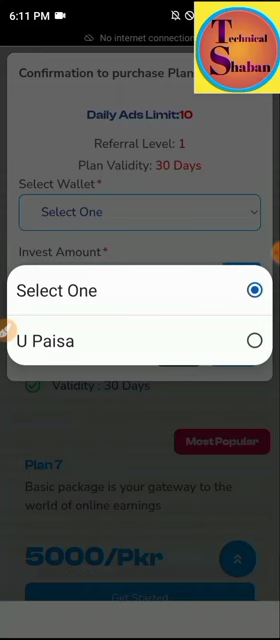 6:11 PM
No internet connection
Technical
Shaban
Confirmation to purchase Plan
Daily Ads Limit:10
Referral Level: 1
Plan Validity: 30 Days
Select Wallet*
Select One
Invest Amount*
Select One
U Paisa
Validity : 30 Days
Most Popular
Plan 7
Basic package is your gateway to the
world of online earnings
5000/Pkr
Get Started